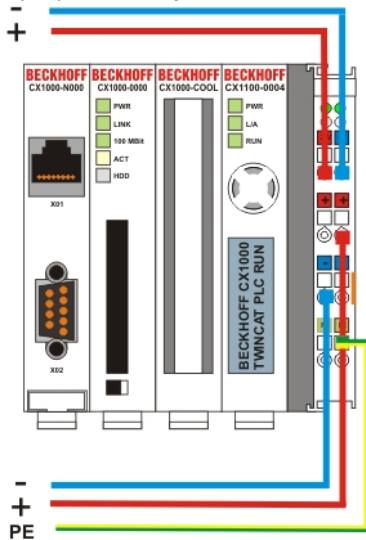 -
+
BECKHOFF BECKHOFF BECKHOFF BECKHOFF
CX1000-N000 CX1000-0000 CX1000-COOL CX1100-0004
PWR PWR
LINK L/A
100 MBit RUN
ACT
HDD
X01
+ +
-
BECKHOFF CX1000
TWINCAT PLC RUN
X02
-
+
PE